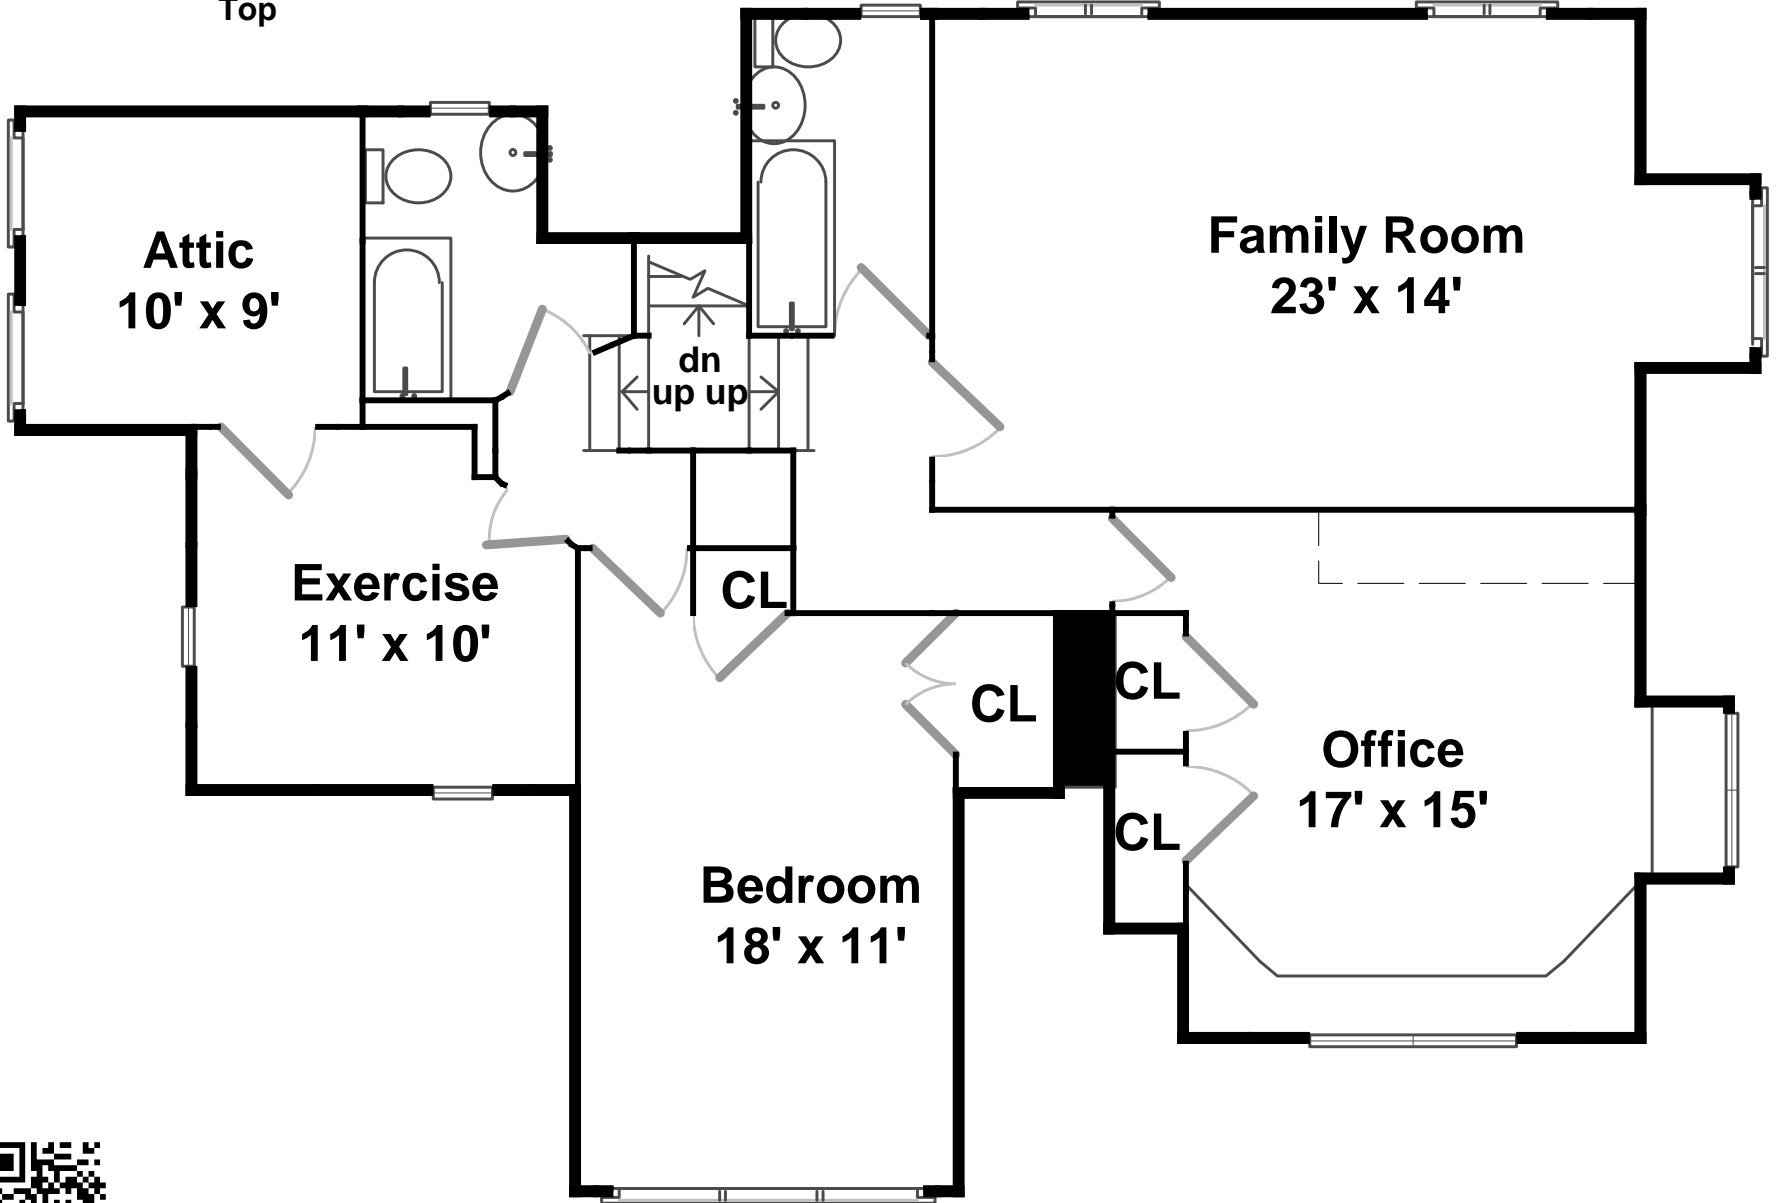 Top
Attic
10' x 9'
Family Room
23' x 14'
dn
up up
Exercise
11' x 10'
CL
CL
CL
CL
Office
17' x 15'
Bedroom
18' x 11'